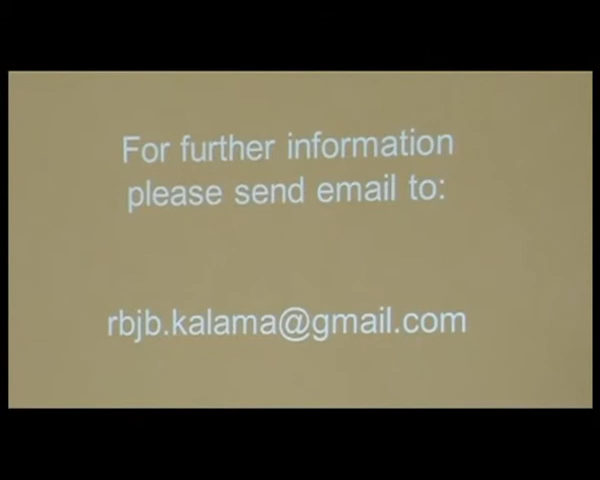 For further information
please send email to:
rbjb.kalama@gmail.com